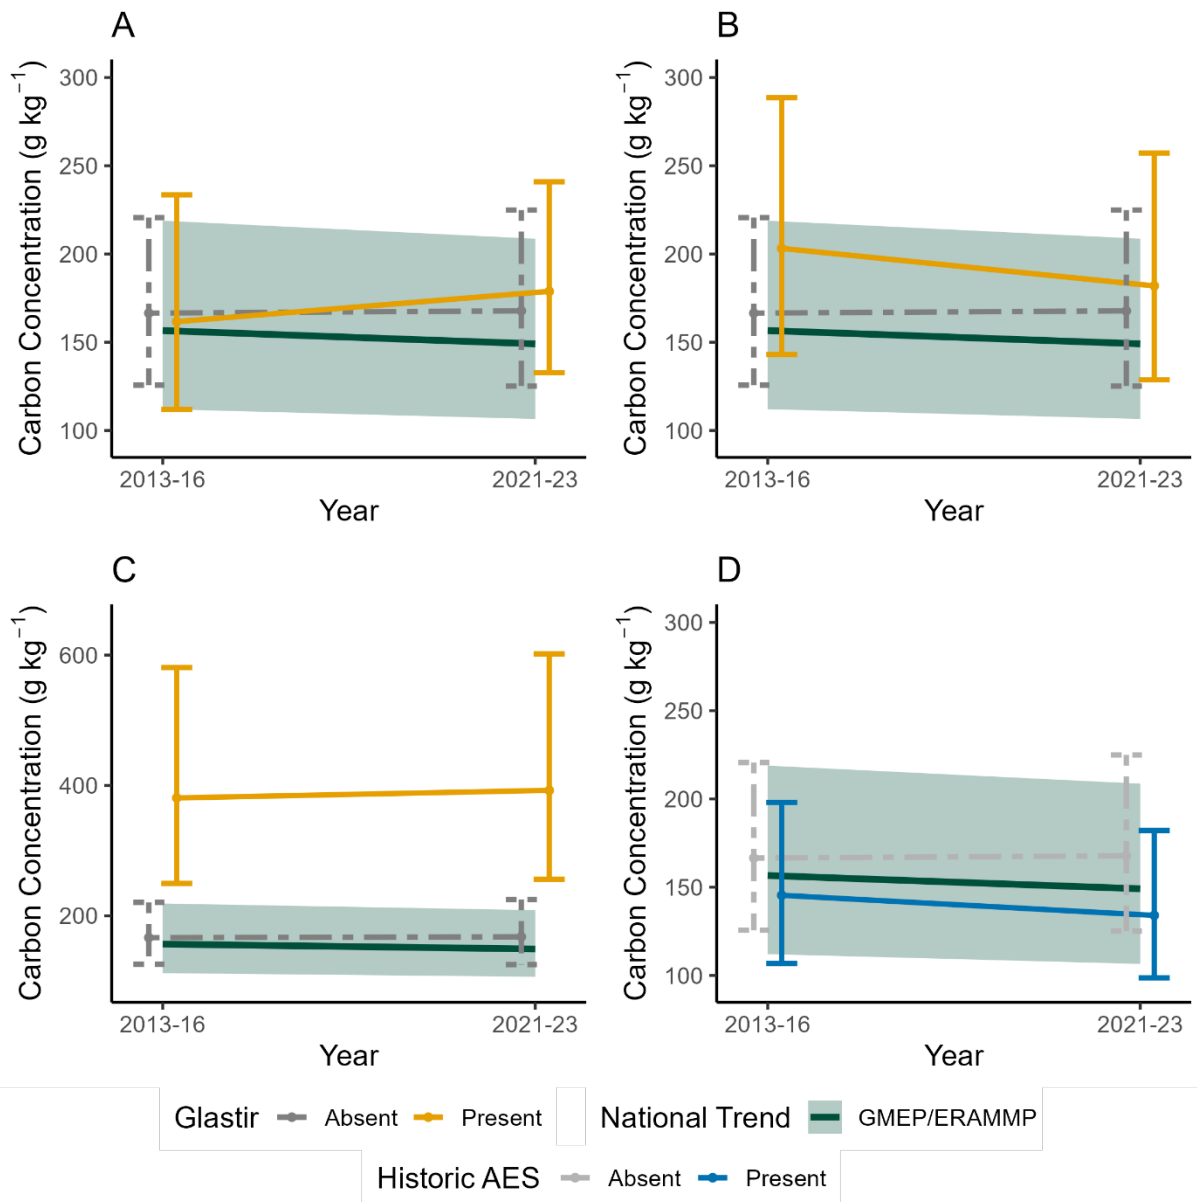 A
Carbon Concentration (g kg⁻¹)
300
250
200
150
100
2013-16
2021-23
Year
B
Carbon Concentration (g kg⁻¹)
300
250
200
150
100
2013-16
2021-23
Year
C
Carbon Concentration (g kg⁻¹)
600
400
200
2013-16
2021-23
Year
D
Carbon Concentration (g kg⁻¹)
300
250
200
150
100
2013-16
2021-23
Year
Glastir Absent Present National Trend GMEP/ERAMMP
Historic AES Absent Present